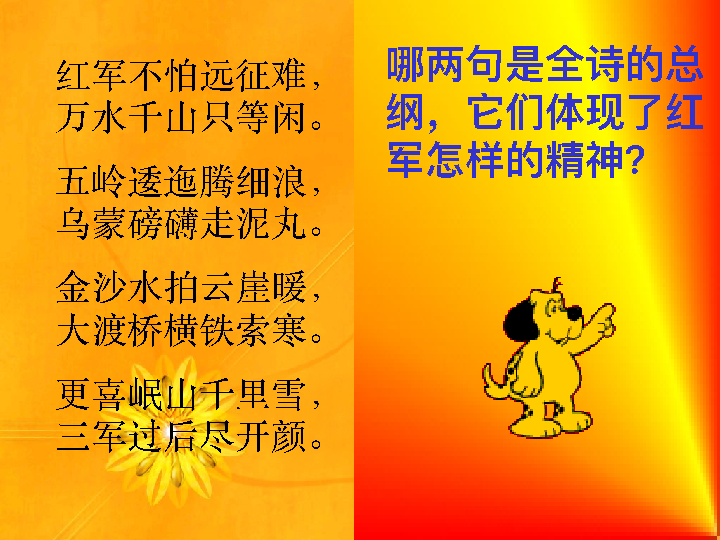 红军不怕远征难，
万水千山只等闲。
五岭逶迤腾细浪，
乌蒙磅礴走泥丸。
金沙水拍云崖暖，
大渡桥横铁索寒。
更喜岷山千里雪，
三军过后尽开颜。
哪两句是全诗的总
纲，它们体现了红
军怎样的精神？